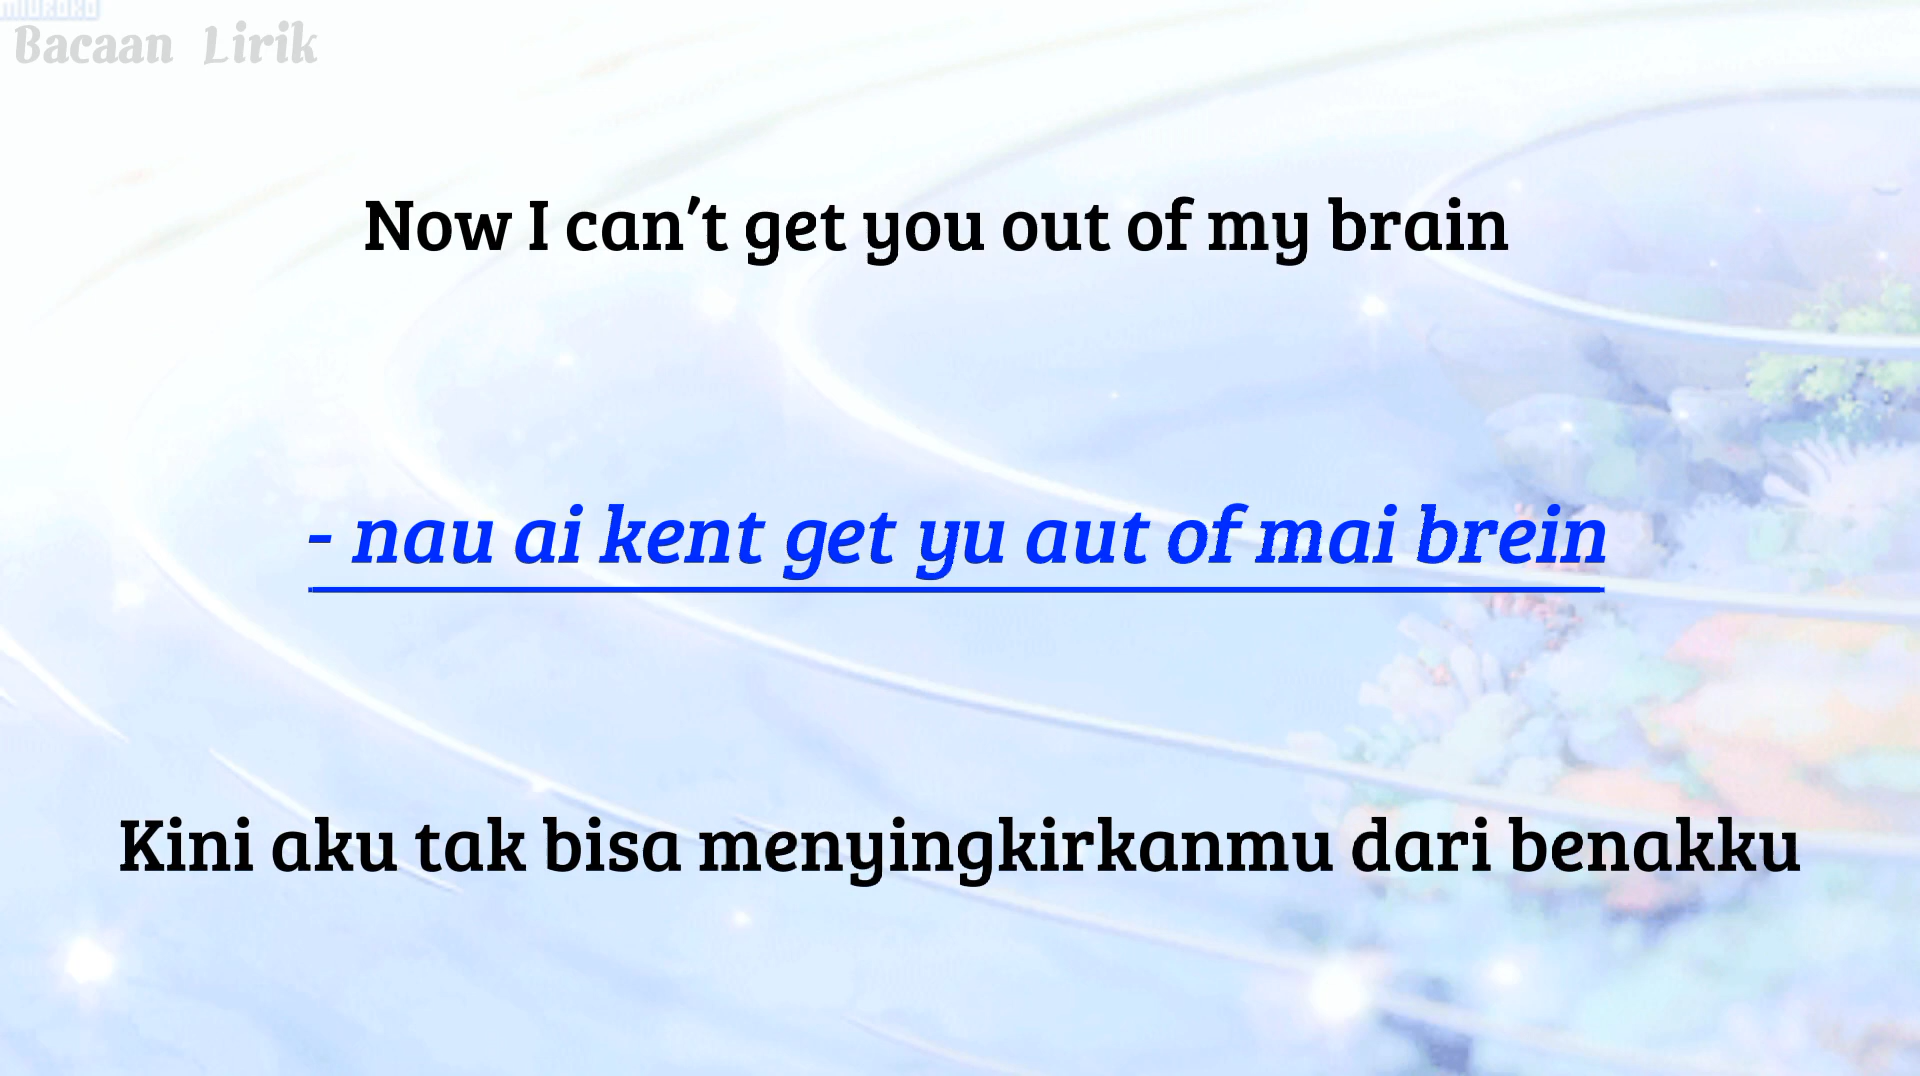 MIUROKO
Bacaan Lirik
Now I can't get you out of my brain
- nau ai kent get yu aut of mai brein
Kini aku tak bisa menyingkirkanmu dari benakku